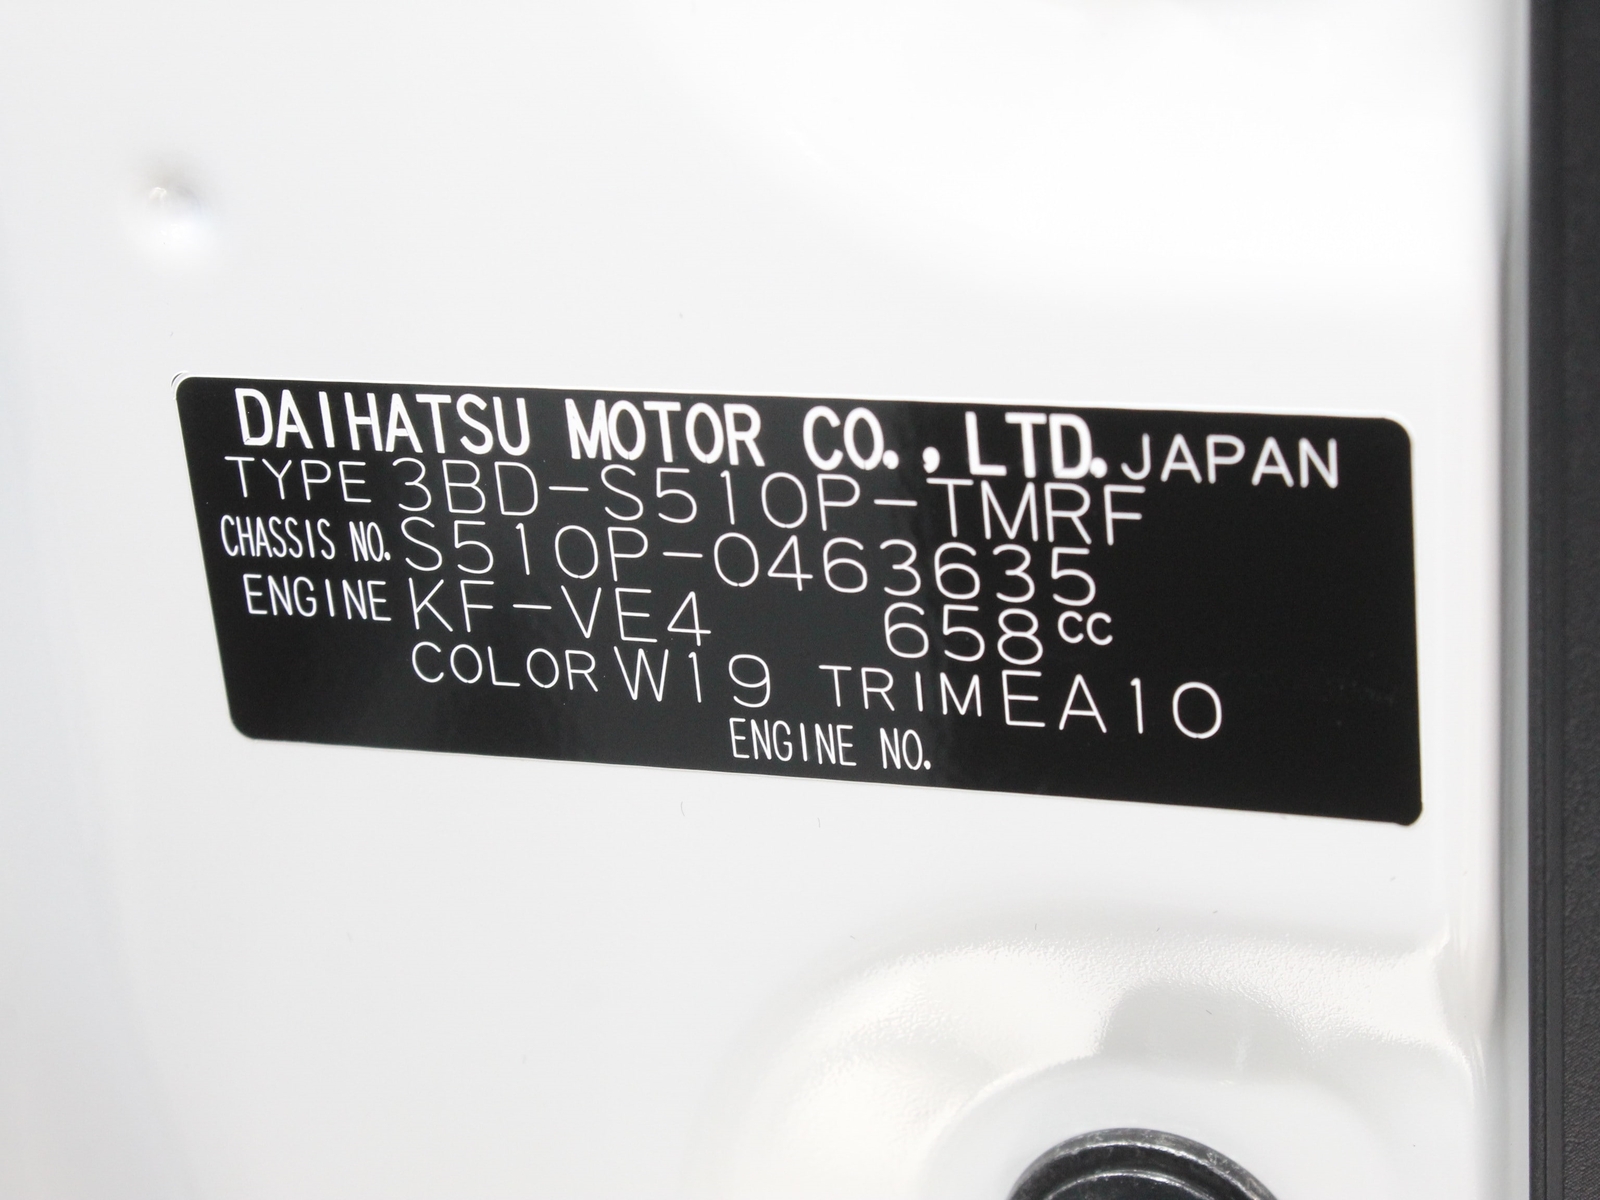 DAIHATSU MOTOR CO., LTD. JAPAN
TYPE 3BD-S510P-TMRF
CHASSIS NO. S510P-0463635
ENGINE KF-VE4 658cc
COLOR W19 TRIM EA10
ENGINE NO.